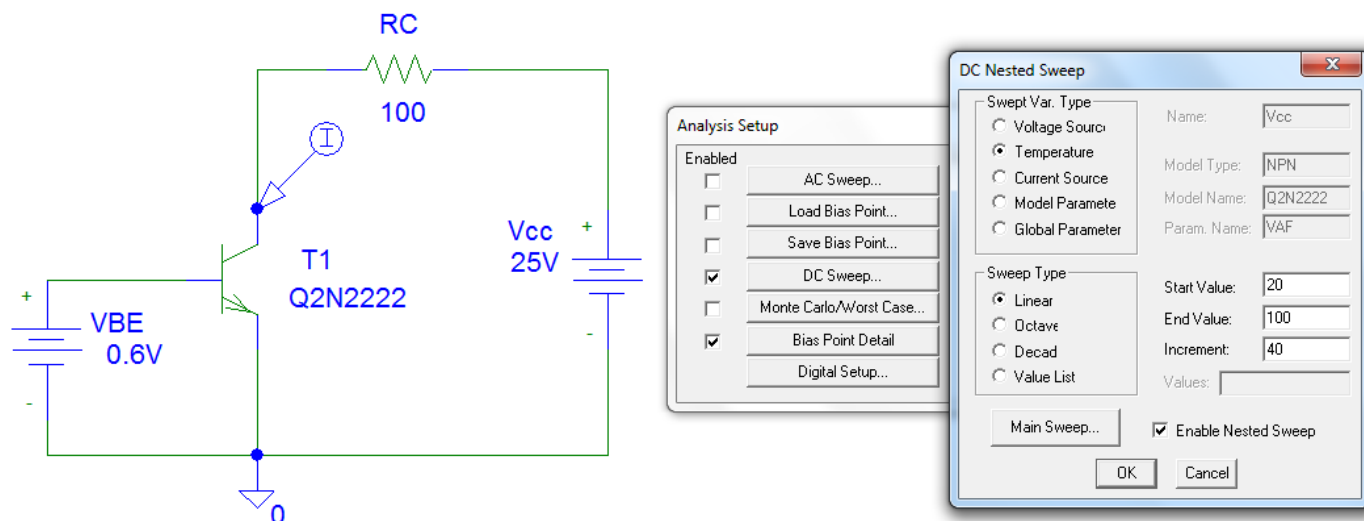 RC
100
I
Vcc
25V
+
-
T1
Q2N2222
+
VBE
0.6V
-
0
Analysis Setup
Enabled
AC Sweep...
Load Bias Point...
Save Bias Point...
DC Sweep...
Monte Carlo/Worst Case...
Bias Point Detail
Digital Setup...
DC Nested Sweep
Swept Var. Type
Voltage Sourc
Temperature
Current Source
Model Paramete
Global Parameter
Name: Vcc
Model Type: NPN
Model Name: Q2N2222
Param. Name: VAF
Sweep Type
Linear
Octave
Decad
Value List
Start Value: 20
End Value: 100
Increment: 40
Values:
Main Sweep...
Enable Nested Sweep
OK
Cancel